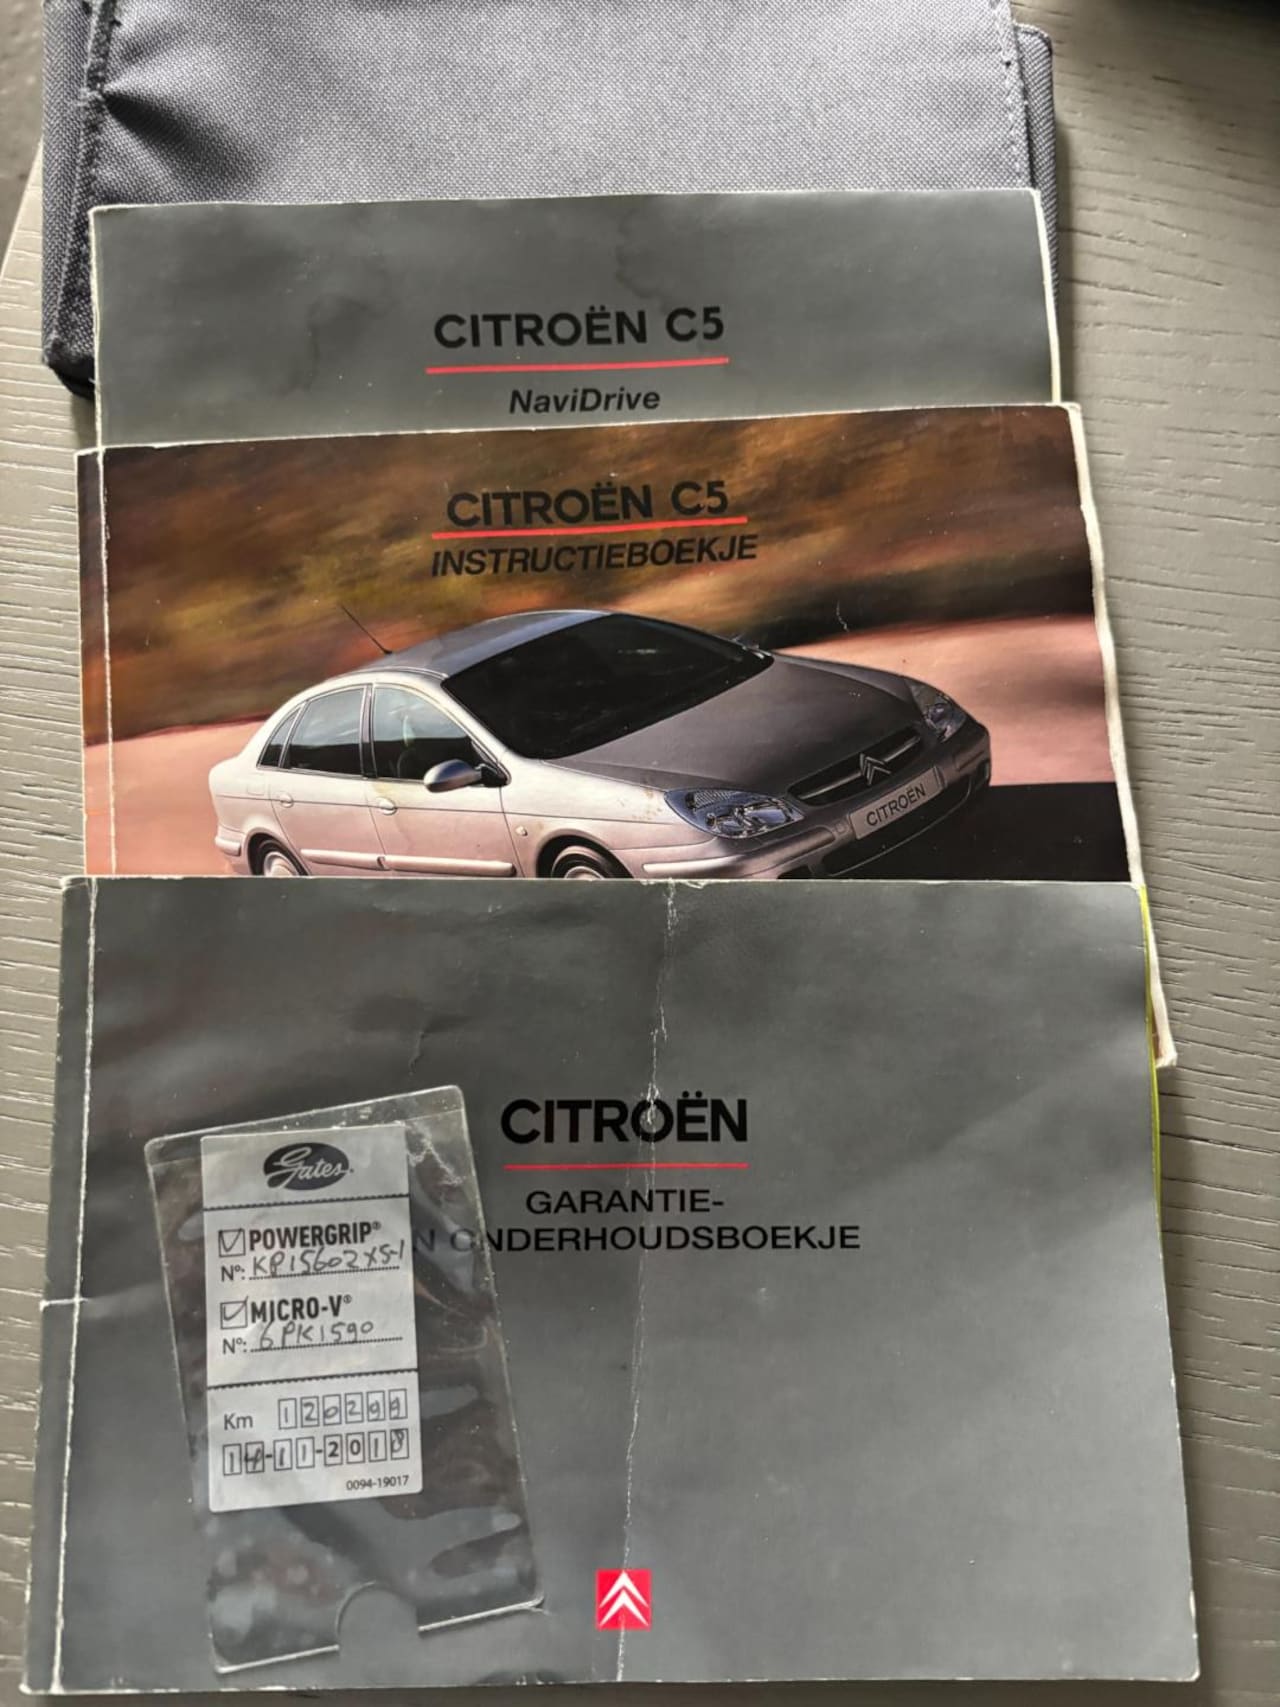 CITROËN C5
NaviDrive
CITROËN C5
INSTRUCTIEBOEKJE
CITROËN
CITROËN
GARANTIE-
N ONDERHOUDSBOEKJE
Gates
POWERGRIP®
Nº: KP15602XS-1
MICRO-V®
Nº: 6PK1590
Km 120299
14-11-2018
0094-19017